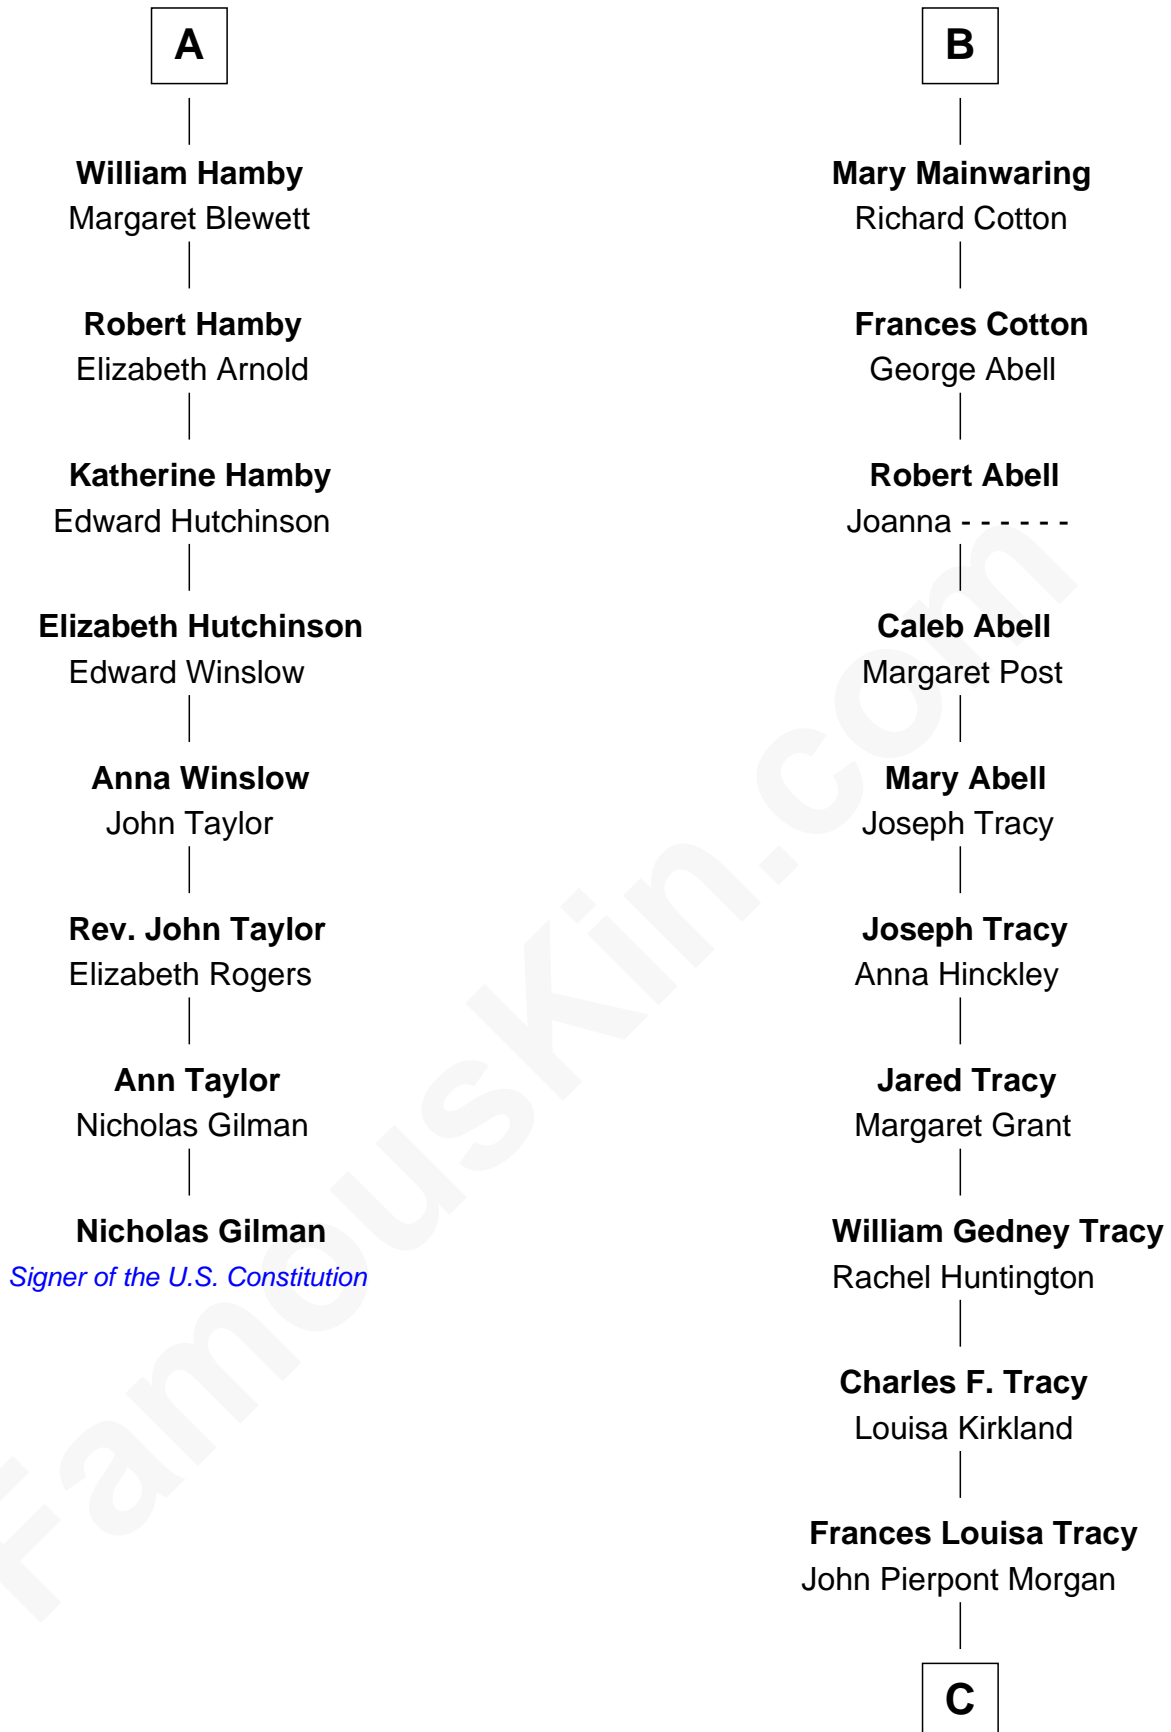 A
William Hamby
Margaret Blewett
Robert Hamby
Elizabeth Arnold
Katherine Hamby
Edward Hutchinson
Elizabeth Hutchinson
Edward Winslow
Anna Winslow
John Taylor
Rev. John Taylor
Elizabeth Rogers
Ann Taylor
Nicholas Gilman
Nicholas Gilman
Signer of the U.S. Constitution
B
Mary Mainwaring
Richard Cotton
Frances Cotton
George Abell
Robert Abell
Joanna - - - - - -
Caleb Abell
Margaret Post
Mary Abell
Joseph Tracy
Joseph Tracy
Anna Hinckley
Jared Tracy
Margaret Grant
William Gedney Tracy
Rachel Huntington
Charles F. Tracy
Louisa Kirkland
Frances Louisa Tracy
John Pierpont Morgan
C
FamousKin.com